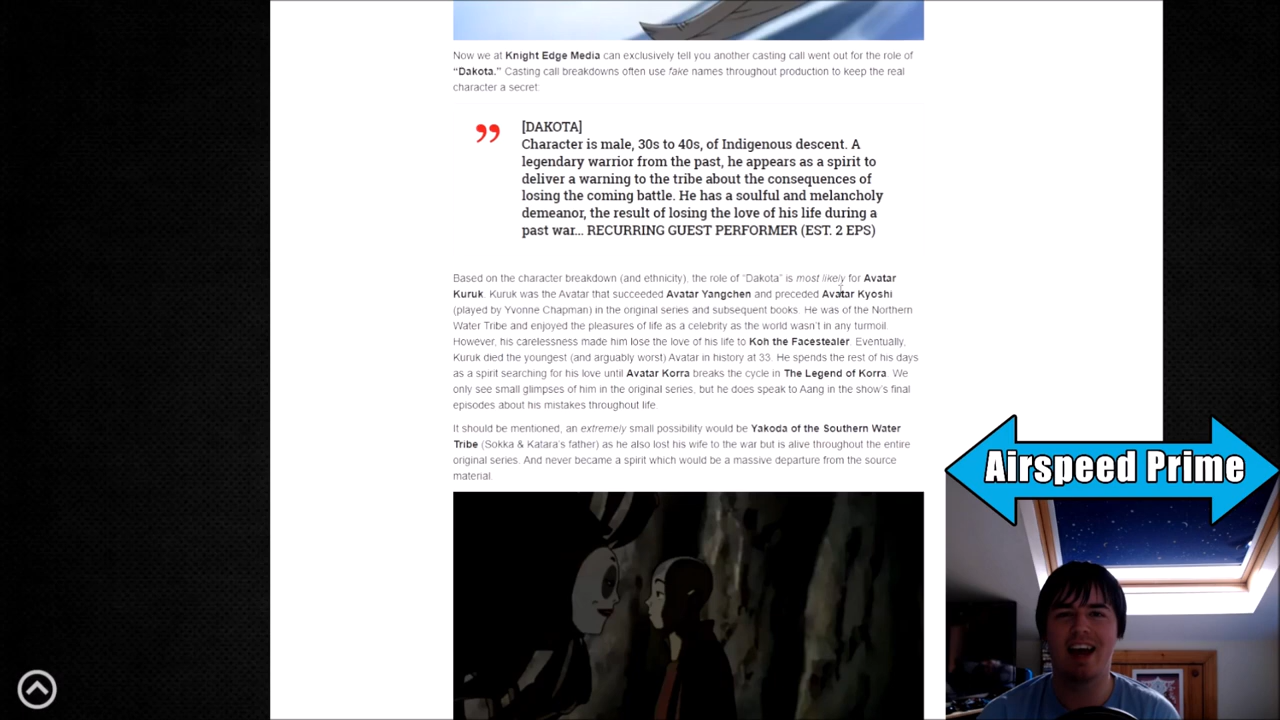 Now we at Knight Edge Media can exclusively tell you another casting call went out for the role of
“Dakota.” Casting call breakdowns often use fake names throughout production to keep the real
character a secret.
[DAKOTA]
Character is male, 30s to 40s, of Indigenous descent. A
legendary warrior from the past, he appears as a spirit to
deliver a warning to the tribe about the consequences of
losing the coming battle. He has a soulful and melancholy
demeanor, the result of losing the love of his life during a
past war... RECURRING GUEST PERFORMER (EST. 2 EPS)
Based on the character breakdown (and ethnicity), the role of “Dakota” is most likely for Avatar
Kuruk. Kuruk was the Avatar that succeeded Avatar Yangchen and preceded Avatar Kyoshi
(played by Yvonne Chapman) in the original series and subsequent books. He was of the Northern
Water Tribe and enjoyed the pleasures of life as a celebrity as the world wasn’t in any turmoil.
However, his carelessness made him lose the love of his life to Koh the Facestealer. Eventually,
Kuruk died the youngest (and arguably worst) Avatar in history at 33. He spends the rest of his days
as a spirit searching for his love until Avatar Korra breaks the cycle in The Legend of Korra. We
only see small glimpses of him in the original series, but he does speak to Aang in the show’s final
episodes about his mistakes throughout life.
It should be mentioned, an extremely small possibility would be Yakoda of the Southern Water
Tribe (Sokka & Katara’s father) as he also lost his wife to the war but is alive throughout the entire
original series. And never became a spirit which would be a massive departure from the source
material.
Airspeed Prime